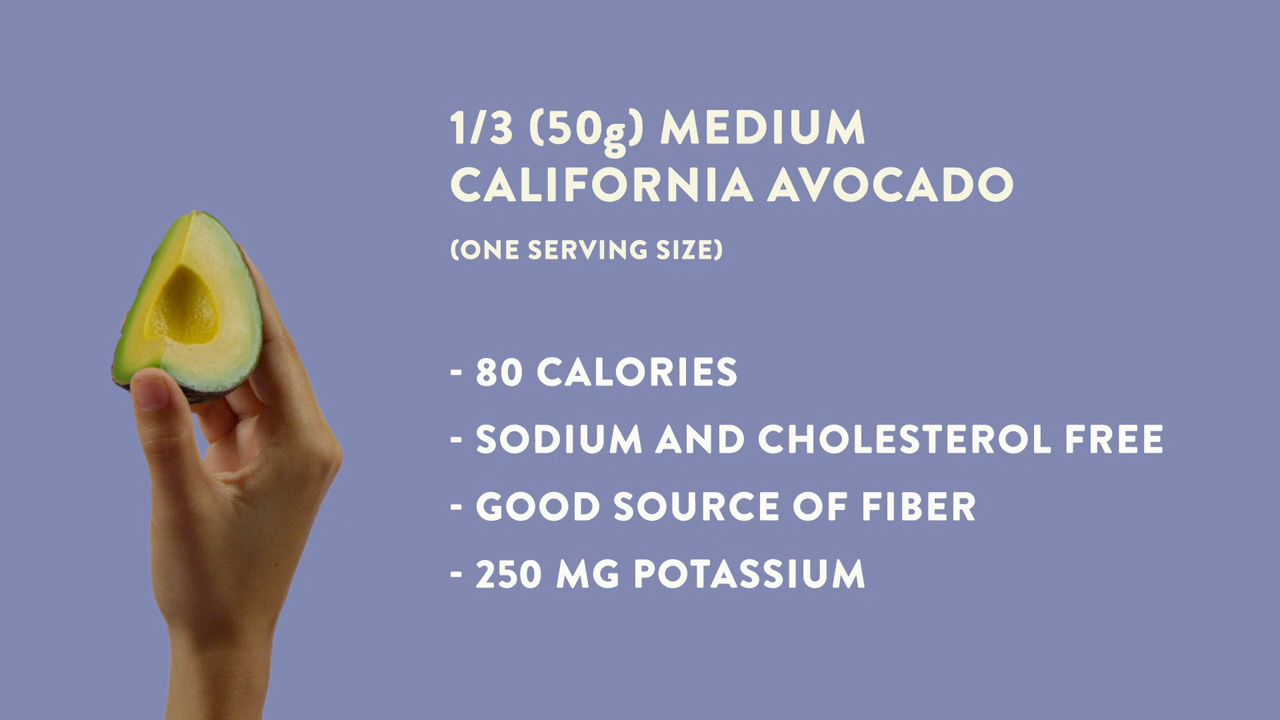 1/3 (50g) MEDIUM
CALIFORNIA AVOCADO
(ONE SERVING SIZE)
- 80 CALORIES
- SODIUM AND CHOLESTEROL FREE
- GOOD SOURCE OF FIBER
- 250 MG POTASSIUM